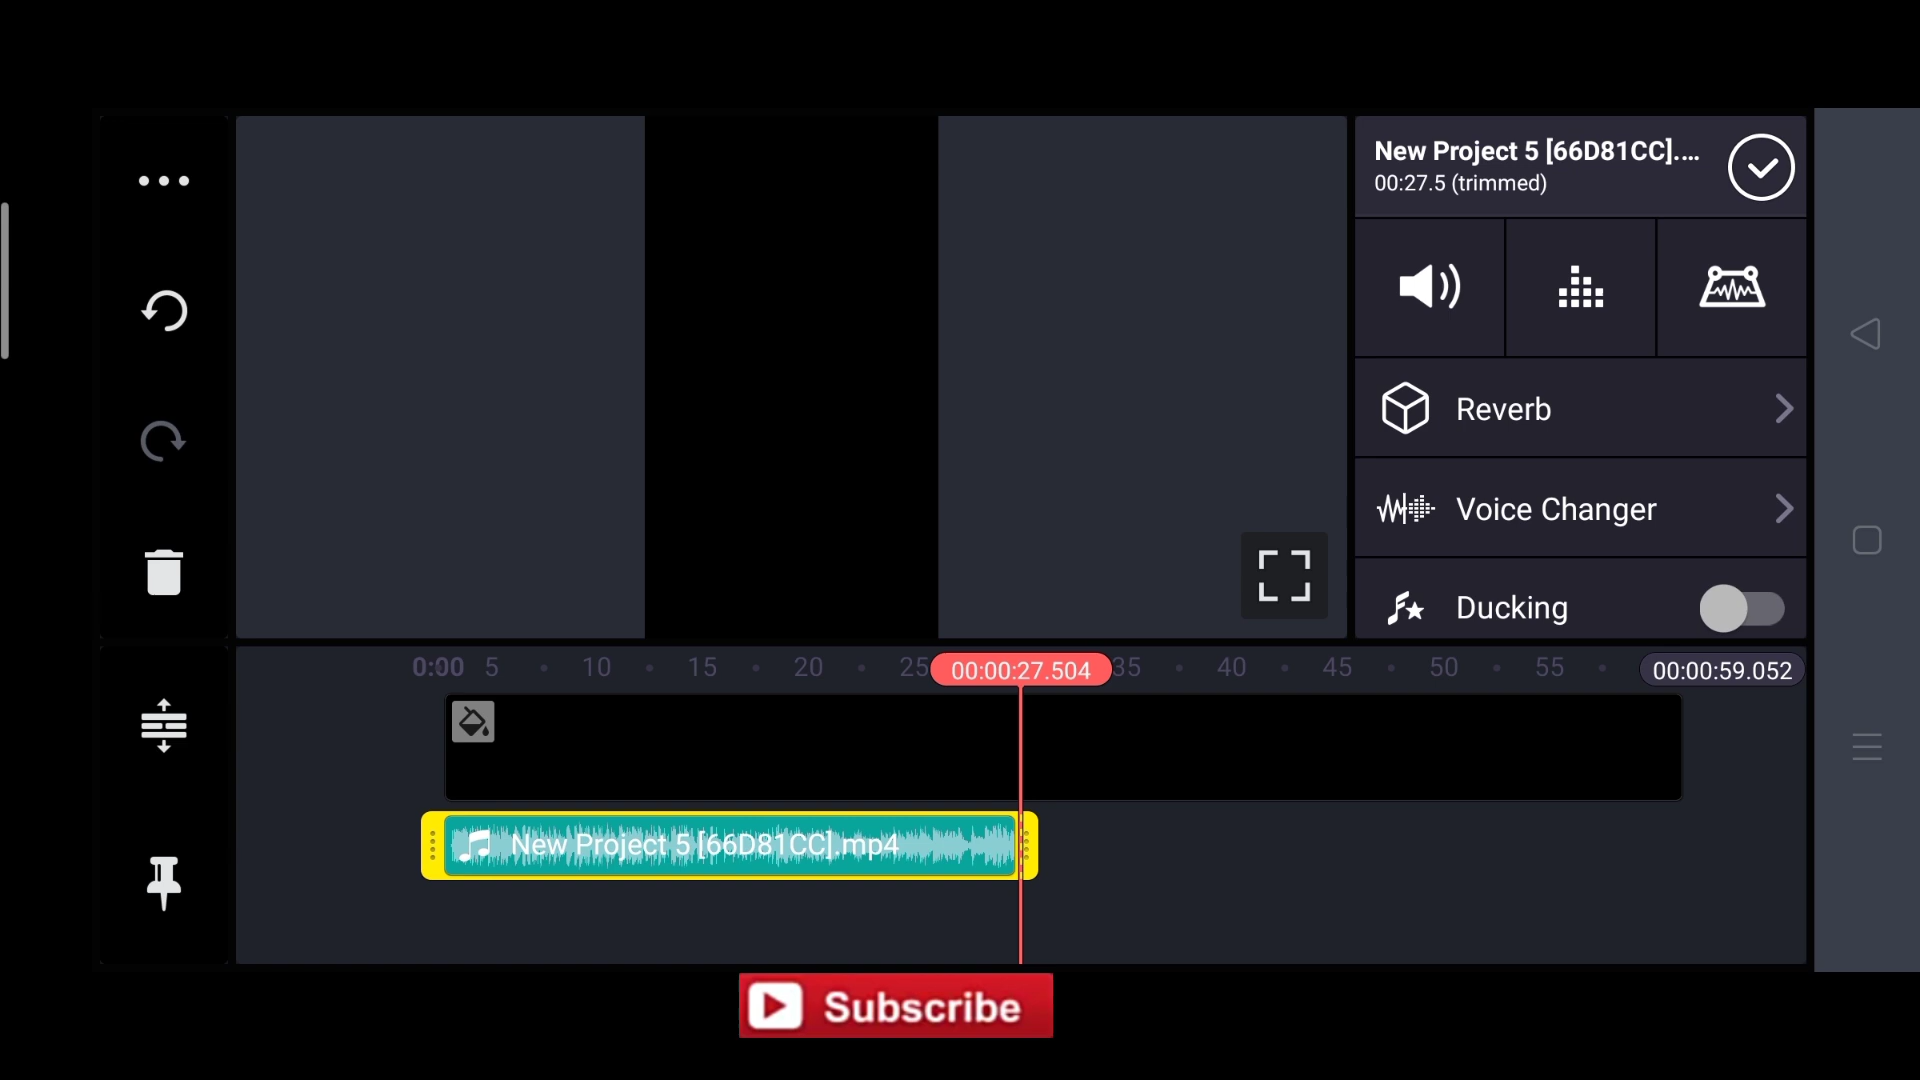 New Project 5 [66D81CC]....
00:27.5 (trimmed)
Reverb
Voice Changer
Ducking
0:00 5 10 15 20 25 00:00:27.504 35 40 45 50 55 00:00:59.052
New Project 5 [66D81CC].mp4
Subscribe